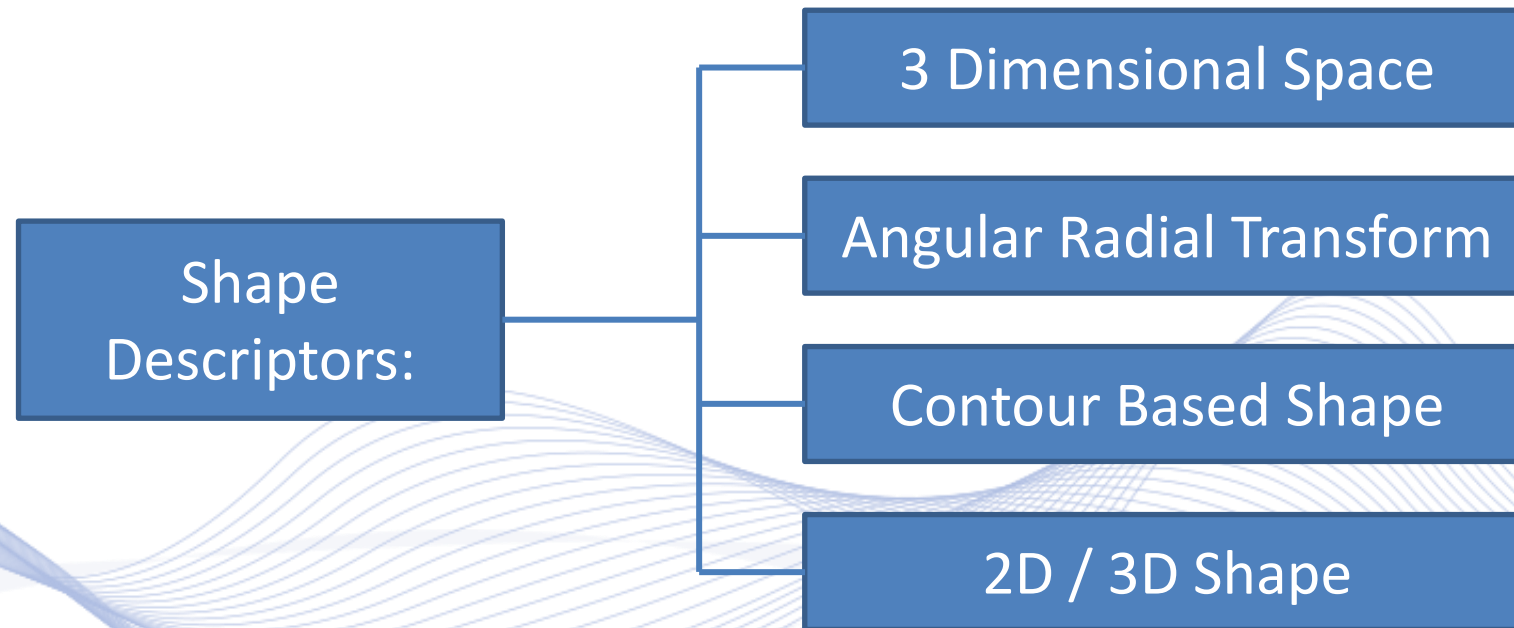 Shape
Descriptors:
3 Dimensional Space
Angular Radial Transform
Contour Based Shape
2D / 3D Shape